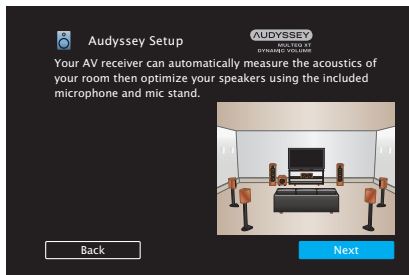 Audyssey Setup
AUDYSSEY
MULTEQ XT
DYNAMIC VOLUME
Your AV receiver can automatically measure the acoustics of
your room then optimize your speakers using the included
microphone and mic stand.
Back
Next